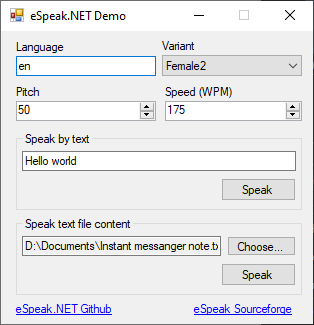 eSpeak.NET Demo
Language Variant
en Female2
Pitch Speed (WPM)
50 175
Speak by text
Hello world
Speak
Speak text file content
D:\Documents\Instant messanger note.b Choose...
Speak
eSpeak.NET Github eSpeak Sourceforge